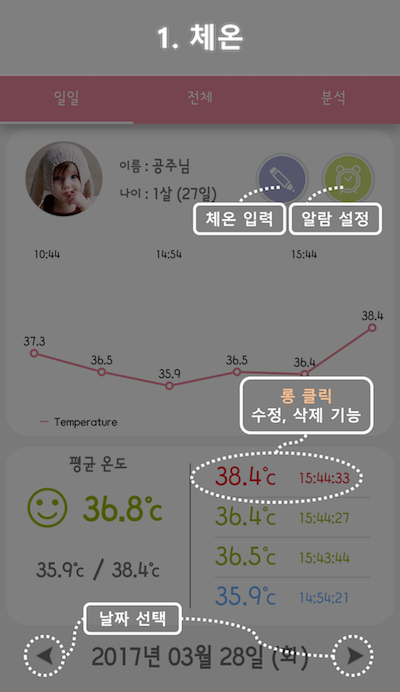 1. 체온
일일 전체 분석
이름 : 공주님
나이 : 1살 (27일)
체온 입력 알람 설정
10:44 14:54 15:44
38.4
37.3
36.5 36.5
35.9 36.4
롱 클릭
수정, 삭제 기능
— Temperature
평균 온도
36.8℃
35.9℃ / 38.4℃
38.4℃ 15:44:33
36.4℃ 15:44:27
36.5℃ 15:43:44
35.9℃ 14:54:21
날짜 선택
2017년 03월 28일 (화)